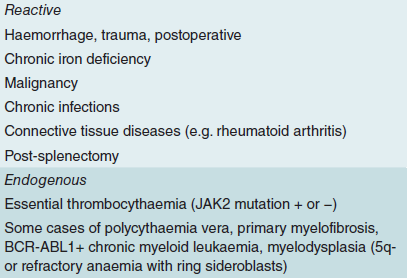 Reactive
Haemorrhage, trauma, postoperative
Chronic iron deficiency
Malignancy
Chronic infections
Connective tissue diseases (e.g. rheumatoid arthritis)
Post-splenectomy
Endogenous
Essential thrombocythaemia (JAK2 mutation + or −)
Some cases of polycythaemia vera, primary myelofibrosis,
BCR-ABL1+ chronic myeloid leukaemia, myelodysplasia (5q-
or refractory anaemia with ring sideroblasts)